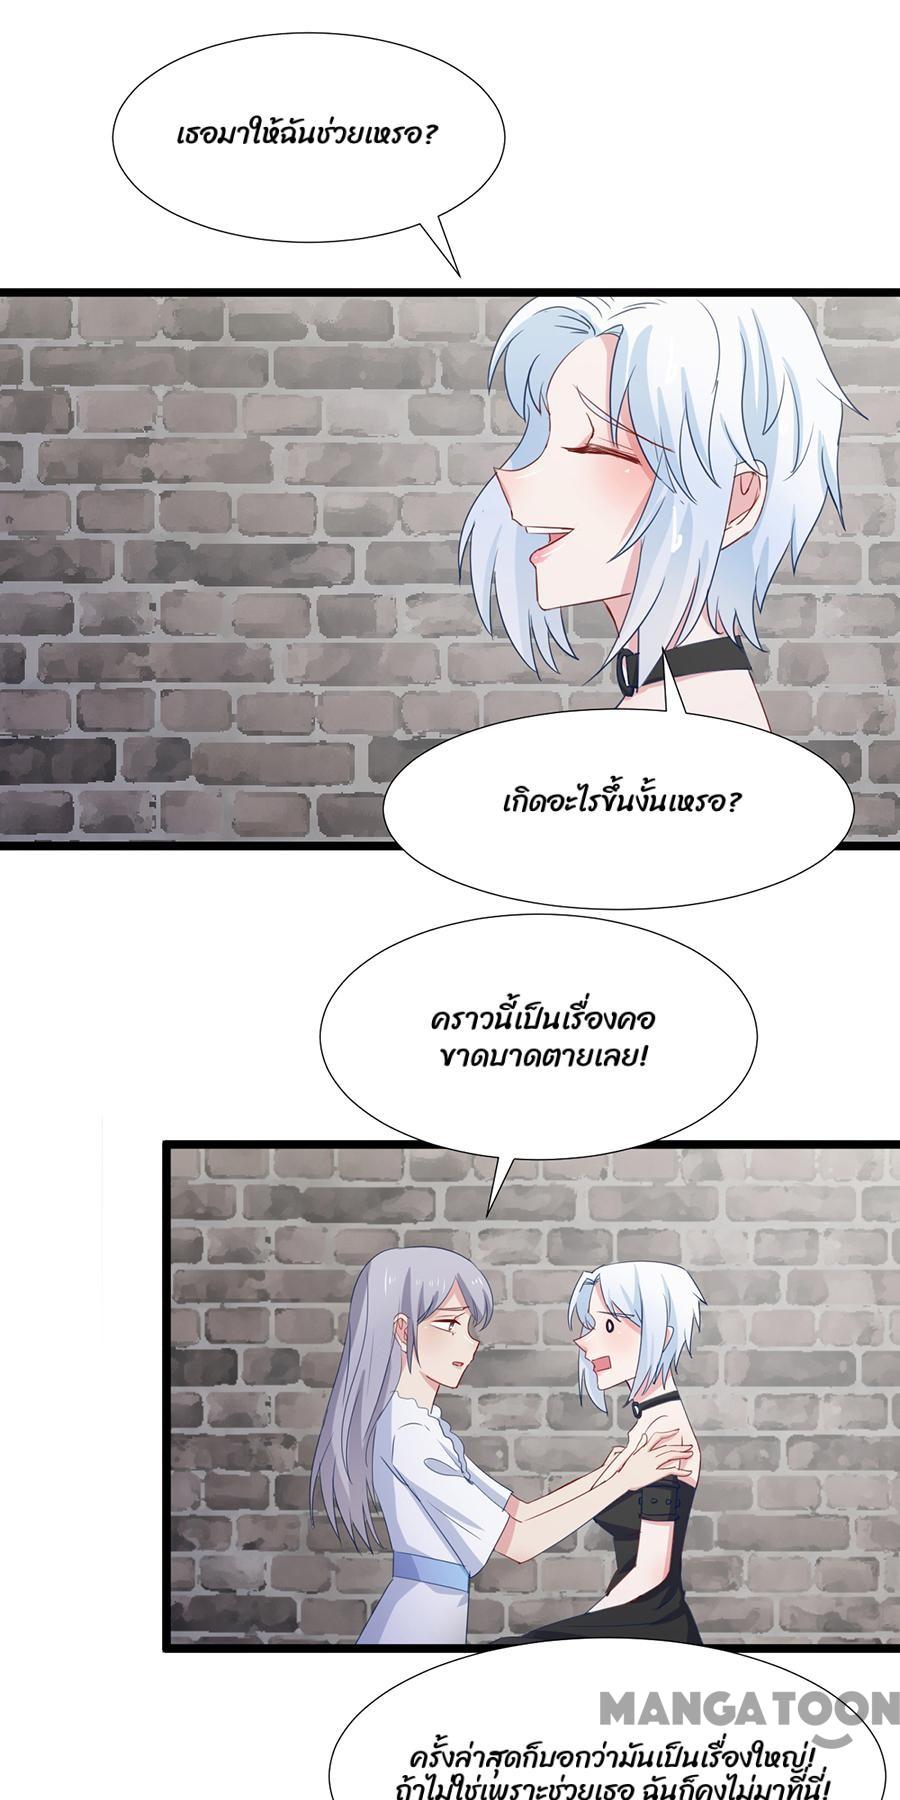 เธอมาให้ฉันช่วยเหรอ?
เกิดอะไรขึ้นงั้นเหรอ?
คราวนี้เป็นเรื่องคอ
ขาดบาดตายเลย!
MANGATOON
ครั้งล่าสุดก็บอกว่ามันเป็นเรื่องใหญ่!
ถ้าไม่ใช่เพราะช่วยเธอ ฉันก็คงไม่มาที่นี่!